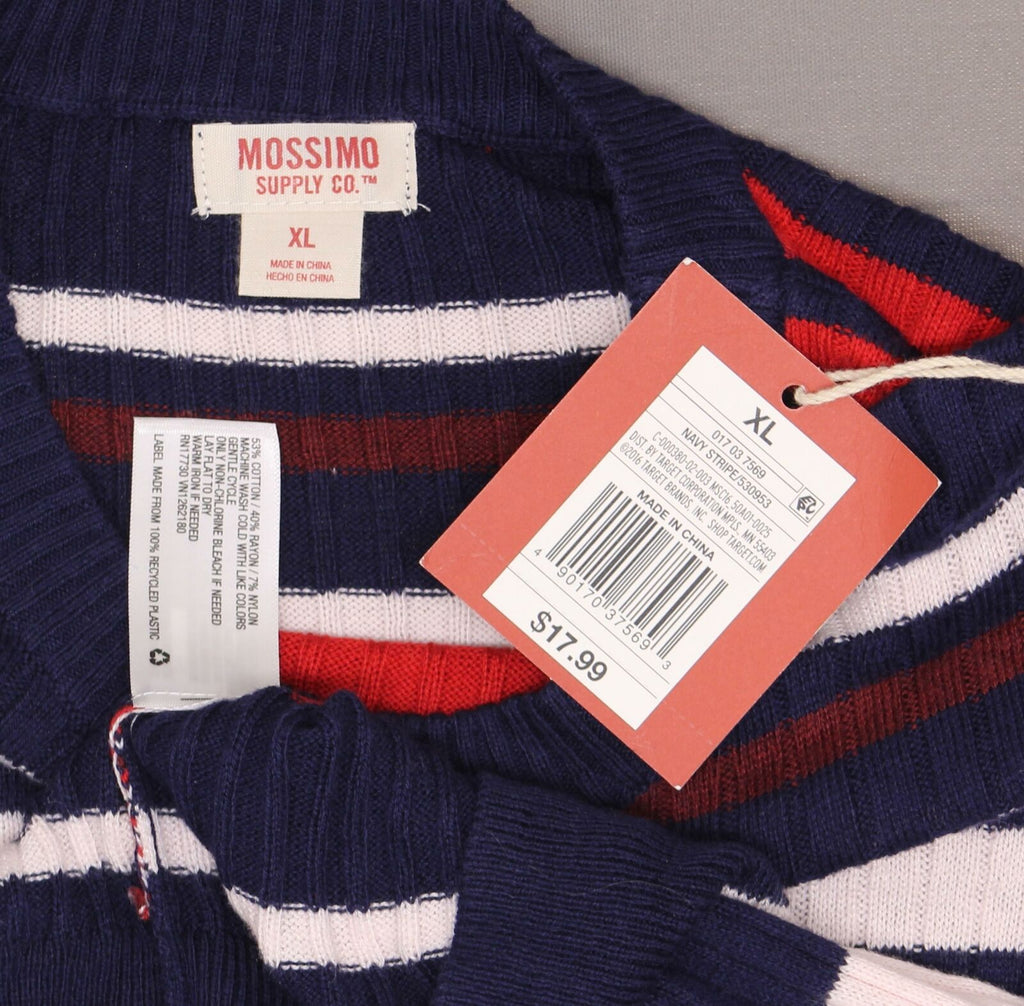 MOSSIMO
SUPPLY CO.™
XL
MADE IN CHINA
HECHO EN CHINA
53% COTTON / 40% RAYON / 7% NYLON
MACHINE WASH COLD WITH LIKE COLORS
GENTLE CYCLE
ONLY NON-CHLORINE BLEACH IF NEEDED
LAY FLAT TO DRY
WARM IRON IF NEEDED
RN17730 VN1262180
LABEL MADE FROM 100% RECYCLED PLASTIC
XL
017 03 7569
NAVY STRIPE/530953
C-000380-02-003 MSC16 50A01-0025
DIST. BY TARGET CORPORATION MPLS. MN 55403
©2016 TARGET BRANDS, INC. SHOP TARGET.COM
MADE IN CHINA
4 90170 37569 3
$17.99